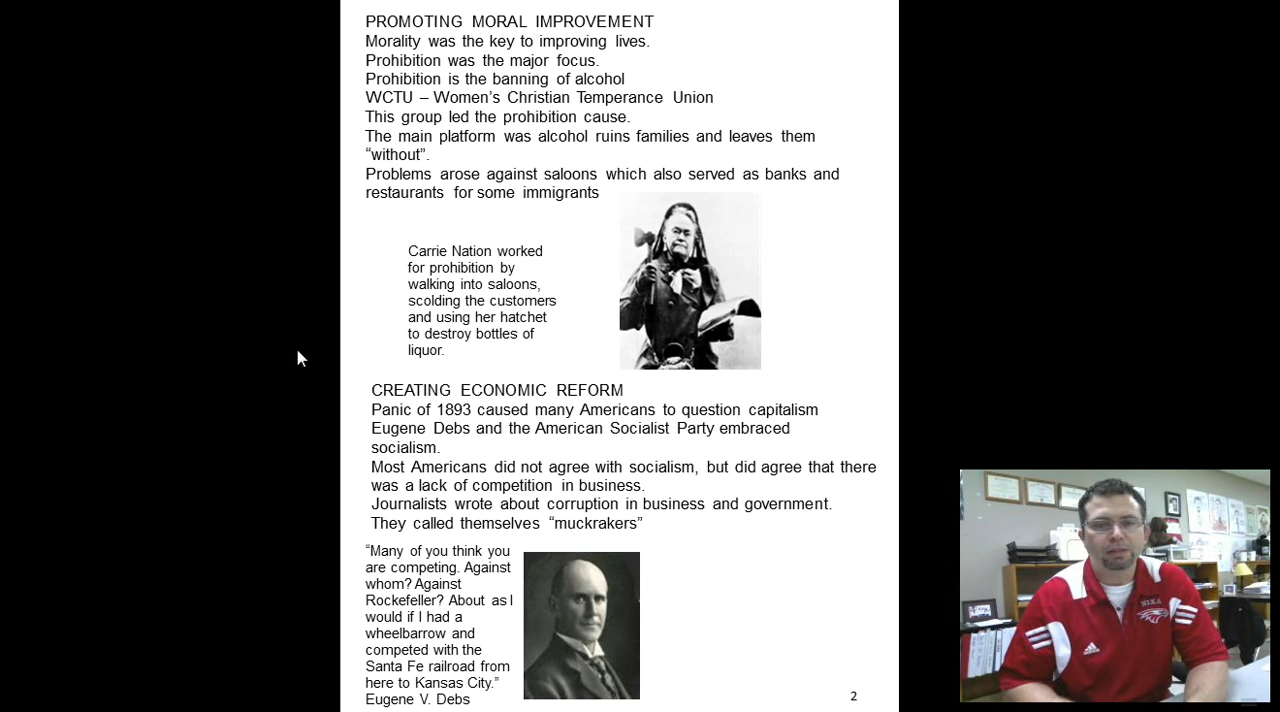 PROMOTING MORAL IMPROVEMENT
Morality was the key to improving lives.
Prohibition was the major focus.
Prohibition is the banning of alcohol
WCTU – Women’s Christian Temperance Union
This group led the prohibition cause.
The main platform was alcohol ruins families and leaves them
“without”.
Problems arose against saloons which also served as banks and
restaurants for some immigrants
Carrie Nation worked
for prohibition by
walking into saloons,
scolding the customers
and using her hatchet
to destroy bottles of
liquor.
CREATING ECONOMIC REFORM
Panic of 1893 caused many Americans to question capitalism
Eugene Debs and the American Socialist Party embraced
socialism.
Most Americans did not agree with socialism, but did agree that there
was a lack of competition in business.
Journalists wrote about corruption in business and government.
They called themselves “muckrakers”
“Many of you think you
are competing. Against
whom? Against
Rockefeller? About as I
would if I had a
wheelbarrow and
competed with the
Santa Fe railroad from
here to Kansas City.”
Eugene V. Debs
2
NIXA
adidas